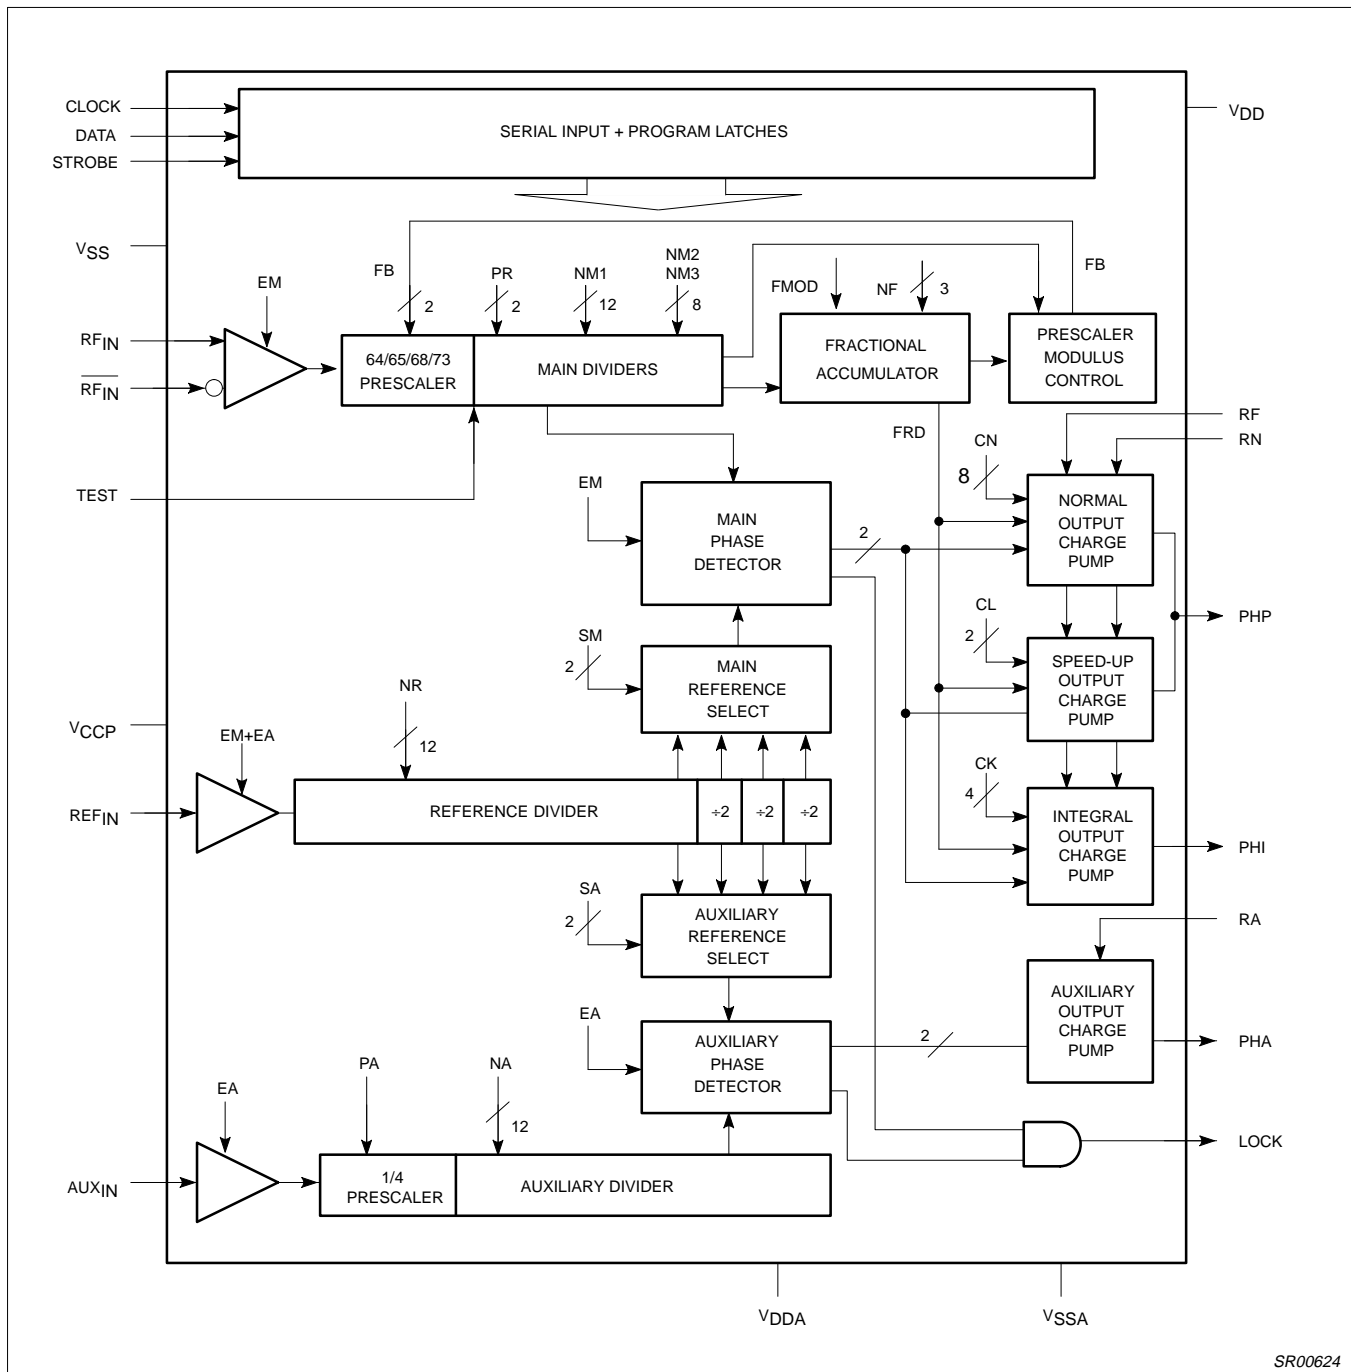 CLOCK
DATA
STROBE
SERIAL INPUT + PROGRAM LATCHES
VDD
VSS
EM
FB
2
PR
2
NM1
12
NM2
NM3
8
FMOD
NF
3
FB
RFIN
RFIN
64/65/68/73
PRESCALER
MAIN DIVIDERS
FRACTIONAL
ACCUMULATOR
PRESCALER
MODULUS
CONTROL
RF
RN
FRD
CN
8
TEST
EM
MAIN
PHASE
DETECTOR
2
NORMAL
OUTPUT
CHARGE
PUMP
CL
2
PHP
SM
2
MAIN
REFERENCE
SELECT
SPEED-UP
OUTPUT
CHARGE
PUMP
VCCP
EM+EA
NR
12
CK
4
REFIN
REFERENCE DIVIDER
÷2
÷2
÷2
INTEGRAL
OUTPUT
CHARGE
PUMP
PHI
SA
2
AUXILIARY
REFERENCE
SELECT
RA
EA
AUXILIARY
PHASE
DETECTOR
2
AUXILIARY
OUTPUT
CHARGE
PUMP
PHA
EA
PA
NA
12
LOCK
AUXIN
1/4
PRESCALER
AUXILIARY DIVIDER
VDDA
VSSA
SR00624